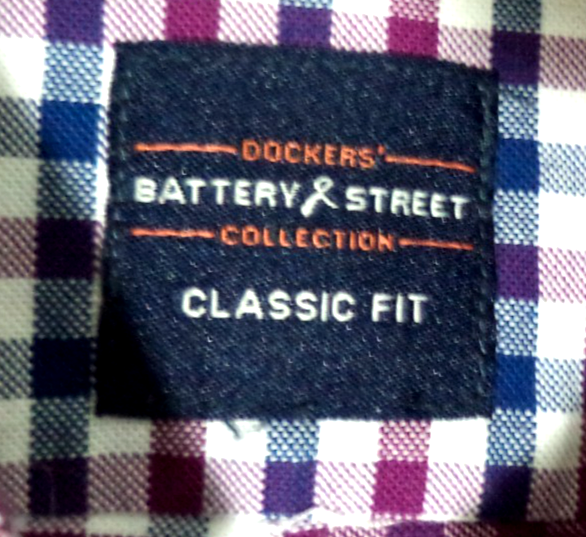 DOCKERS'
BATTERY & STREET
COLLECTION
CLASSIC FIT